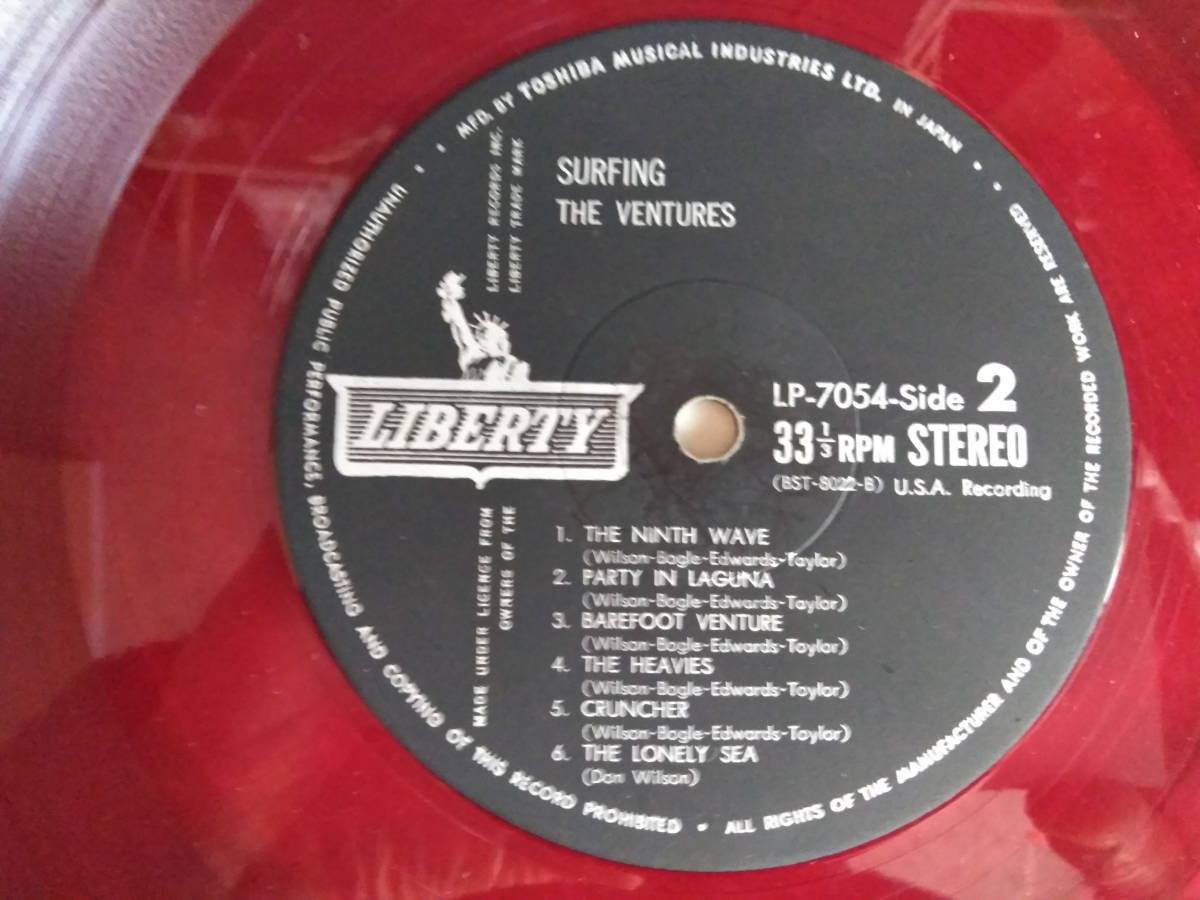 MFD. BY TOSHIBA MUSICAL INDUSTRIES LTD. IN JAPAN
SURFING
THE VENTURES
LIBERTY RECORDS INC.
LIBERTY TRADE MARK
LIBERTY
LP-7054-Side 2
33 1/3 RPM STEREO
(BST-8022-B) U.S.A. Recording
MADE UNDER LICENCE FROM
OWNERS OF THE
1. THE NINTH WAVE
(Wilson-Bogle-Edwards-Taylor)
2. PARTY IN LAGUNA
(Wilson-Bogle-Edwards-Taylor)
3. BAREFOOT VENTURE
(Wilson-Bogle-Edwards-Taylor)
4. THE HEAVIES
(Wilson-Bogle-Edwards-Taylor)
5. CRUNCHER
(Wilson-Bogle-Edwards-Taylor)
6. THE LONELY SEA
(Don Wilson)
ALL RIGHTS OF THE MANUFACTURER AND OF THE OWNER OF THE RECORDED WORK ARE RESERVED
UNAUTHORIZED PUBLIC PERFORMANCE, BROADCASTING AND COPYING OF THIS RECORD PROHIBITED